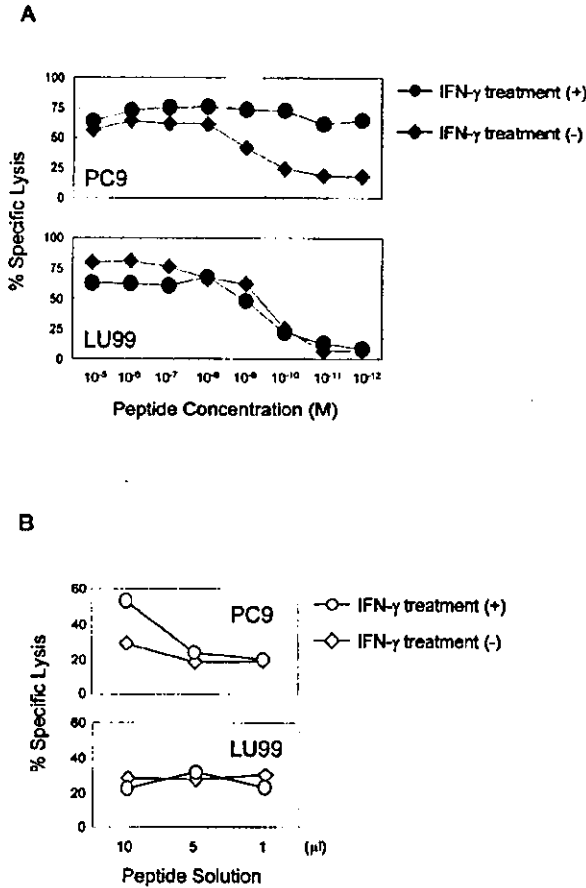 A
100
75
50
25
0
PC9
IFN-γ treatment (+)
IFN-γ treatment (-)
% Specific Lysis
100
75
50
25
0
LU99
10⁻⁵ 10⁻⁶ 10⁻⁷ 10⁻⁸ 10⁻⁹ 10⁻¹⁰ 10⁻¹¹ 10⁻¹²
Peptide Concentration (M)
B
60
40
20
0
PC9
IFN-γ treatment (+)
IFN-γ treatment (-)
% Specific Lysis
60
40
20
0
LU99
10 5 1 (μl)
Peptide Solution